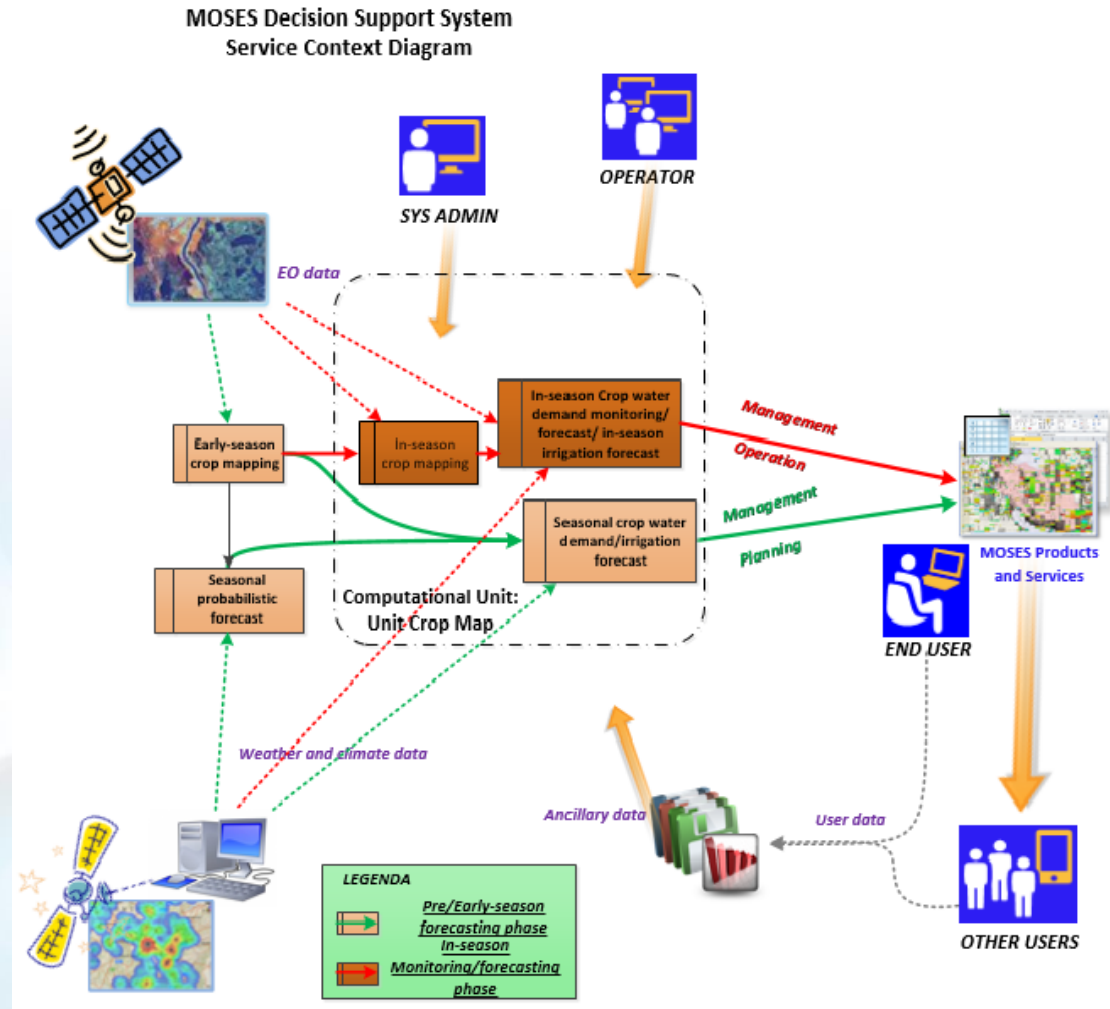 MOSES Decision Support System
Service Context Diagram
OPERATOR
SYS ADMIN
EO data
Early-season
crop mapping
In-season
crop mapping
In-season Crop water
demand monitoring/
forecast/ in-season
irrigation forecast
Management
Operation
Seasonal crop water
demand/irrigation
forecast
Management
Planning
MOSES Products
and Services
Seasonal
probabilistic
forecast
Computational Unit:
Unit Crop Map
END USER
Weather and climate data
Ancillary data
User data
LEGENDA
Pre/Early-season
forecasting phase
In-season
Monitoring/forecasting
phase
OTHER USERS